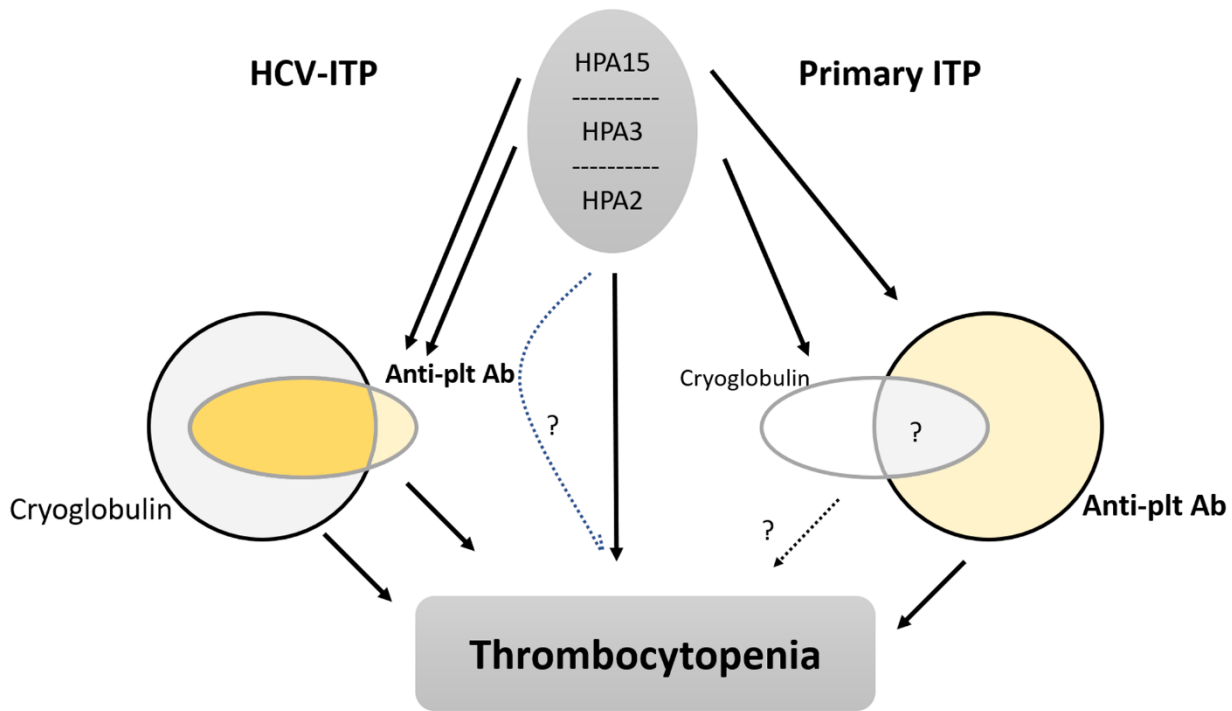 HCV-ITP
HPA15
----------
HPA3
----------
HPA2
Primary ITP
Anti-plt Ab
Cryoglobulin
?
Cryoglobulin
?
?
Anti-plt Ab
Thrombocytopenia